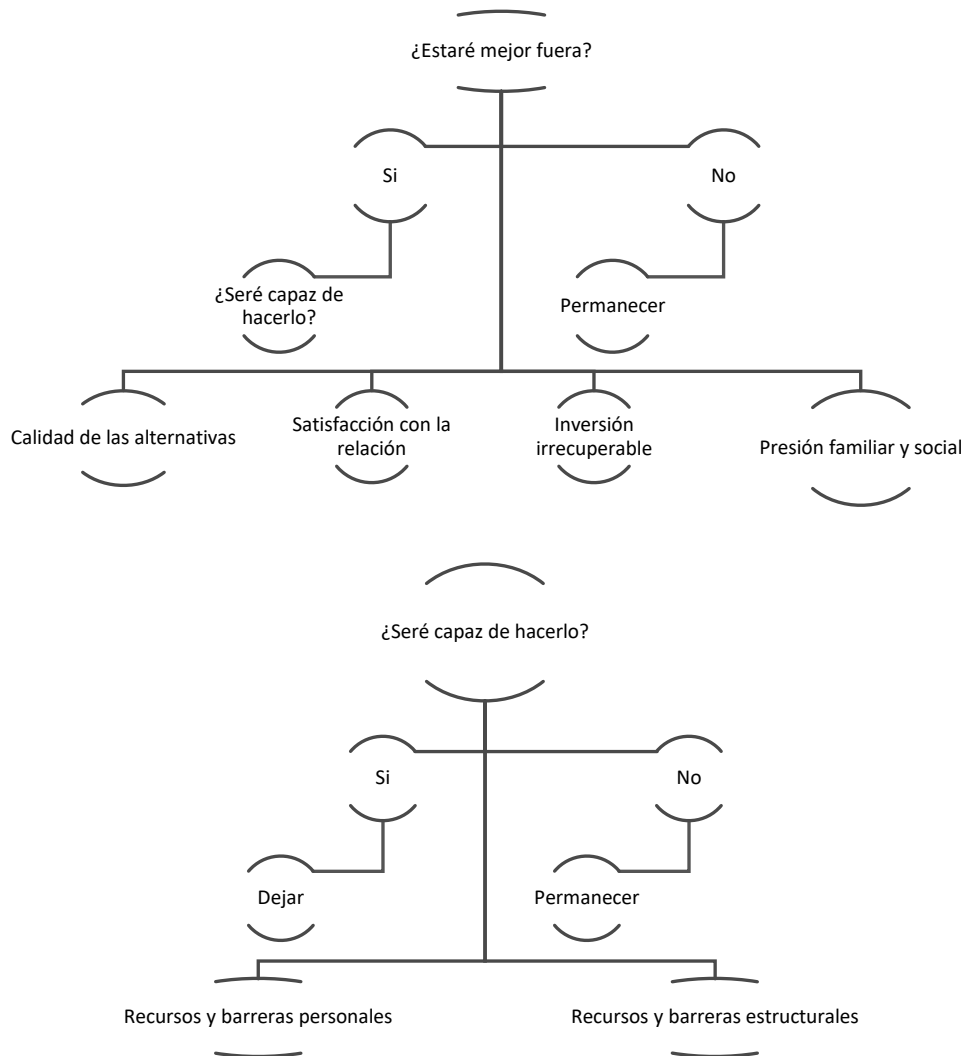 ¿Estaré mejor fuera?
Si
No
¿Seré capaz de
hacerlo?
Permanecer
Calidad de las alternativas
Satisfacción con la
relación
Inversión
irrecuperable
Presión familiar y social
¿Seré capaz de hacerlo?
Si
No
Dejar
Permanecer
Recursos y barreras personales
Recursos y barreras estructurales